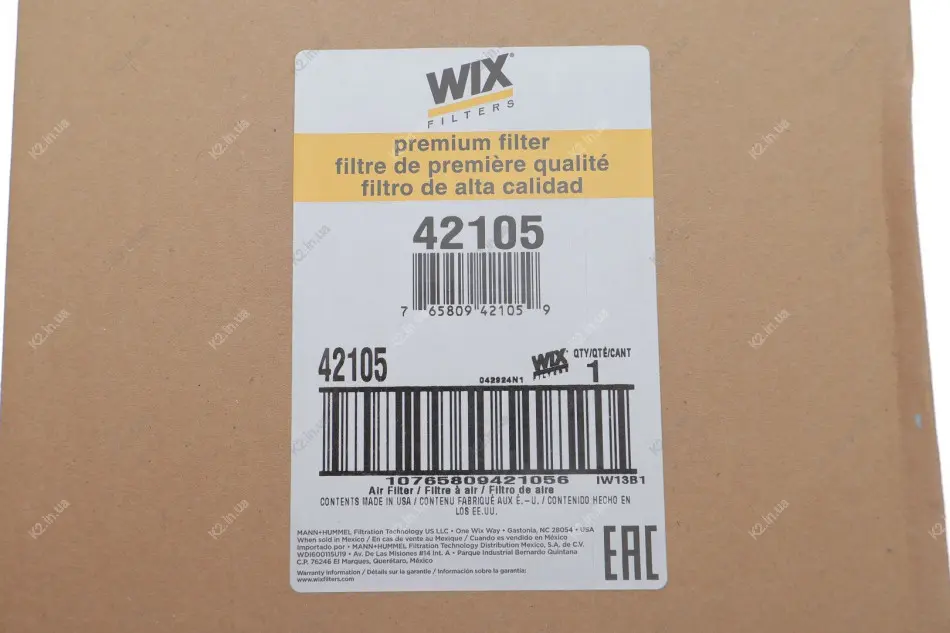 WIX®
FILTERS
premium filter
filtre de première qualité
filtro de alta calidad
42105
7 65809 42105 9
42105
042924N1
WIX
FILTERS
QTY/QTÉ/CANT
1
10765809421056
IW13B1
Air Filter / Filtre à air / Filtro de aire
CONTENTS MADE IN USA / CONTENU FABRIQUÉ AUX É.-U. / CONTENIDO HECHO EN
LOS EE.UU.
MANN+HUMMEL Filtration Technology US LLC • One Wix Way • Gastonia, NC 28054 • USA
When sold in Mexico / En cas de vente au Mexique / Cuando es vendido en México
Importado por • MANN+HUMMEL Filtration Technology Distribution Mexico, S.A. de C.V.
WDI600115U19 • Av. De Las Misiones #14 Int. A • Parque Industrial Bernardo Quintana
C.P. 76246 El Marques, Querétaro, México
Warranty information / Détails sur la garantie / Información sobre la garantía:
www.wixfilters.com
EAC
K2.in.ua